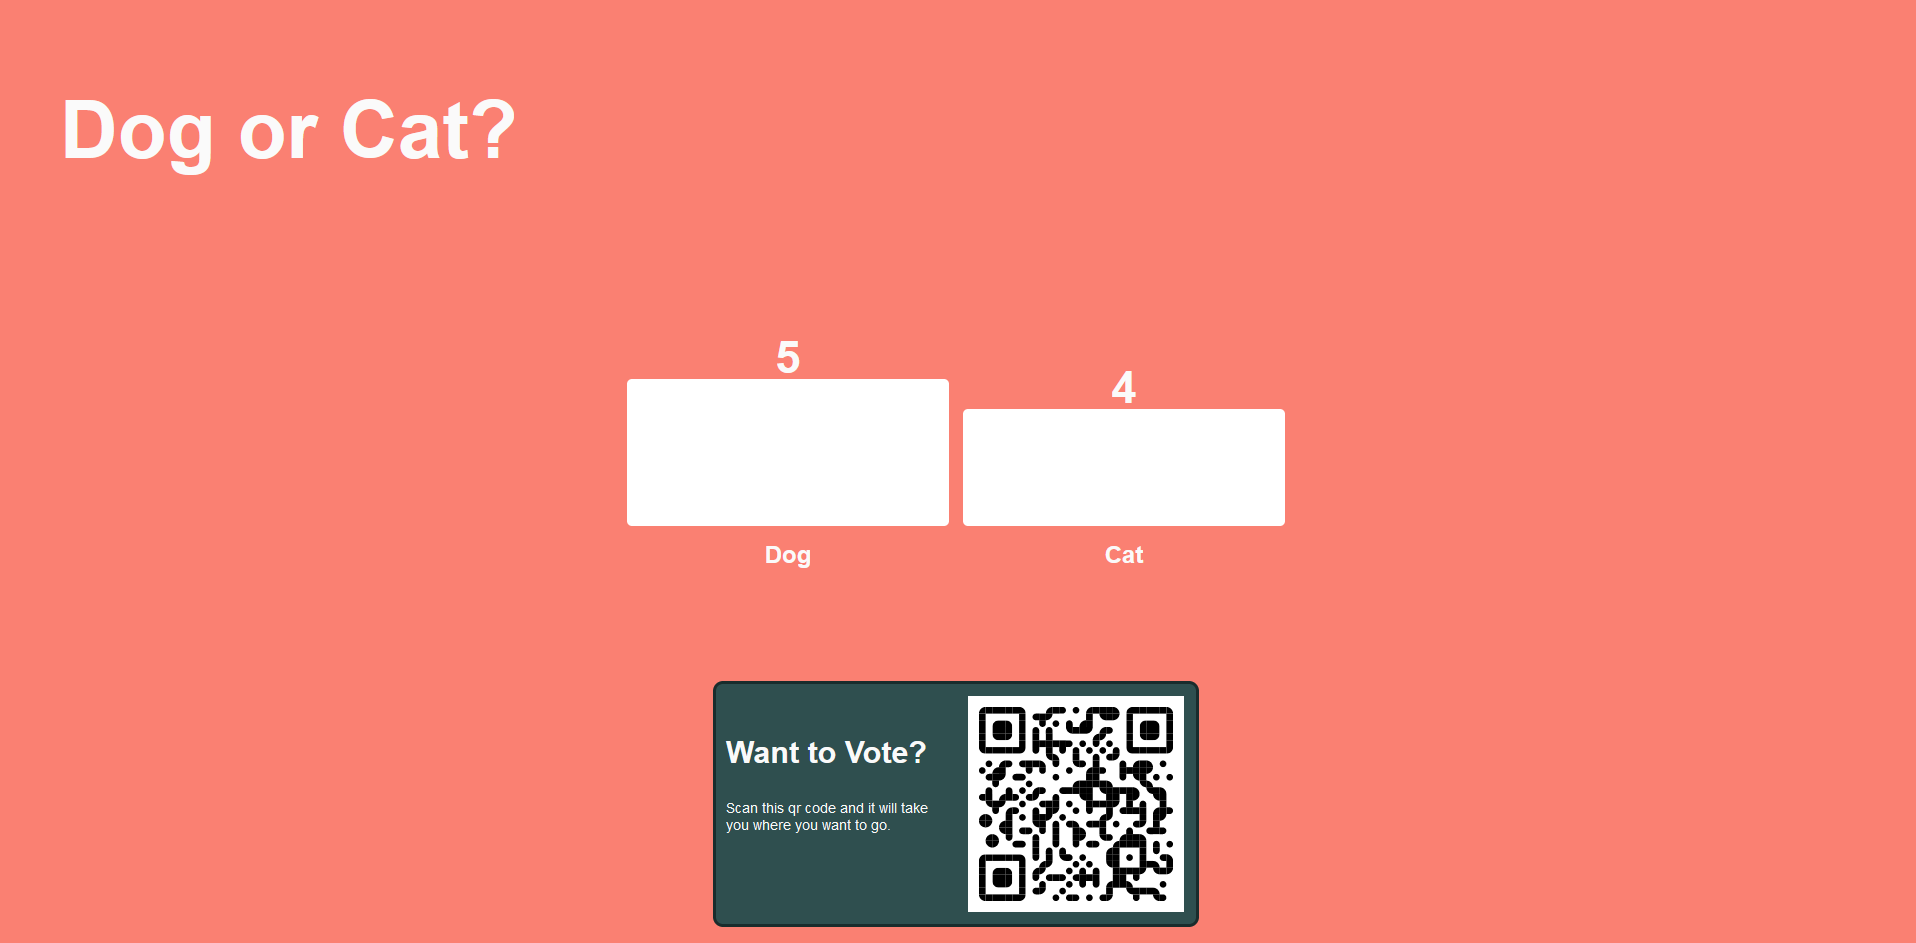 Dog or Cat?
5
4
Dog
Cat
Want to Vote?
Scan this qr code and it will take
you where you want to go.